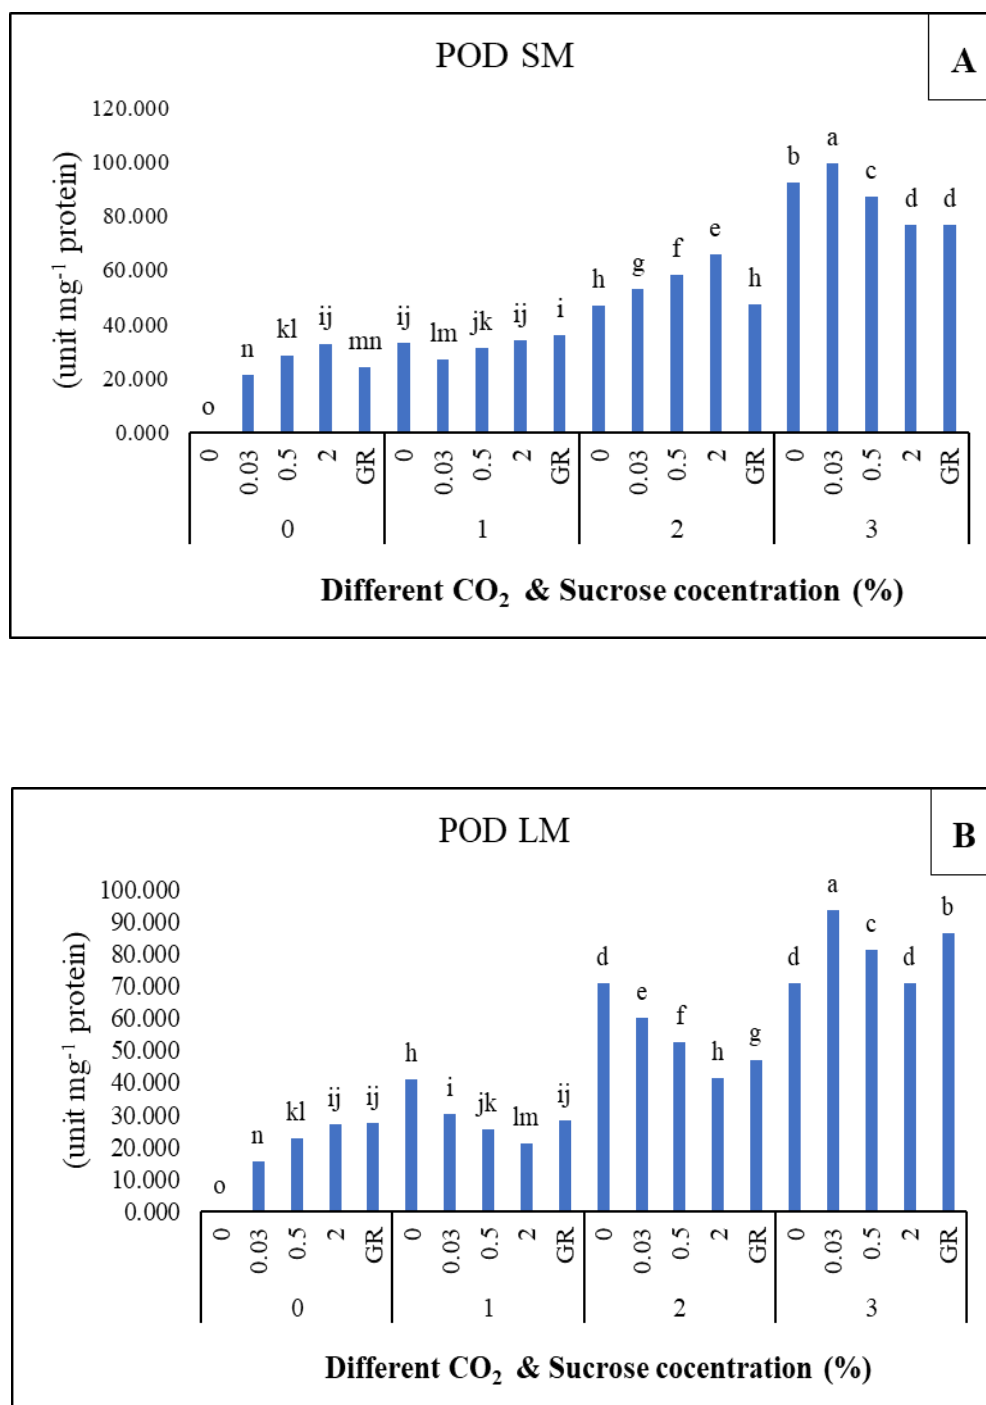 POD SM
A
(unit mg⁻¹ protein)
120.000
100.000
80.000
60.000
40.000
20.000
0.000
o n kl ij mn ij lm jk ij i h g f e h b a c d d
0 0.03 0.5 2 GR 0 0.03 0.5 2 GR 0 0.03 0.5 2 GR 0 0.03 0.5 2 GR
0 1 2 3
Different CO₂ & Sucrose cocentration (%)
POD LM
B
(unit mg⁻¹ protein)
100.000
90.000
80.000
70.000
60.000
50.000
40.000
30.000
20.000
10.000
0.000
o n kl ij ij h i jk lm ij d e f h g d a c d b
0 0.03 0.5 2 GR 0 0.03 0.5 2 GR 0 0.03 0.5 2 GR 0 0.03 0.5 2 GR
0 1 2 3
Different CO₂ & Sucrose cocentration (%)